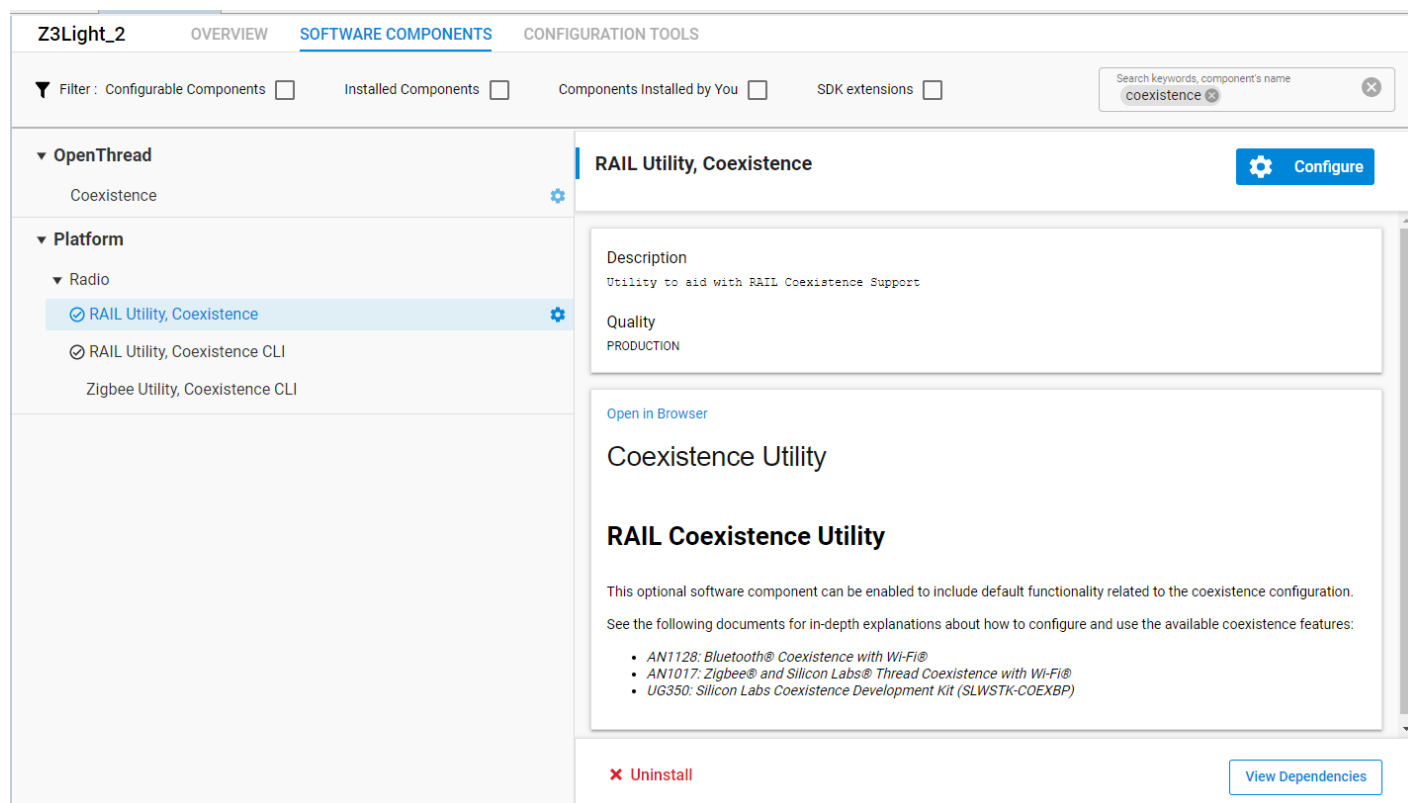 Z3Light_2 OVERVIEW SOFTWARE COMPONENTS CONFIGURATION TOOLS
Filter : Configurable Components Installed Components Components Installed by You SDK extensions
Search keywords, component's name
coexistence
OpenThread
Coexistence
Platform
Radio
RAIL Utility, Coexistence
RAIL Utility, Coexistence CLI
Zigbee Utility, Coexistence CLI
RAIL Utility, Coexistence
Configure
Description
Utility to aid with RAIL Coexistence Support
Quality
PRODUCTION
Open in Browser
Coexistence Utility
RAIL Coexistence Utility
This optional software component can be enabled to include default functionality related to the coexistence configuration.
See the following documents for in-depth explanations about how to configure and use the available coexistence features:
• AN1128: Bluetooth® Coexistence with Wi-Fi®
• AN1017: Zigbee® and Silicon Labs® Thread Coexistence with Wi-Fi®
• UG350: Silicon Labs Coexistence Development Kit (SLWSTK-COEXBP)
Uninstall
View Dependencies